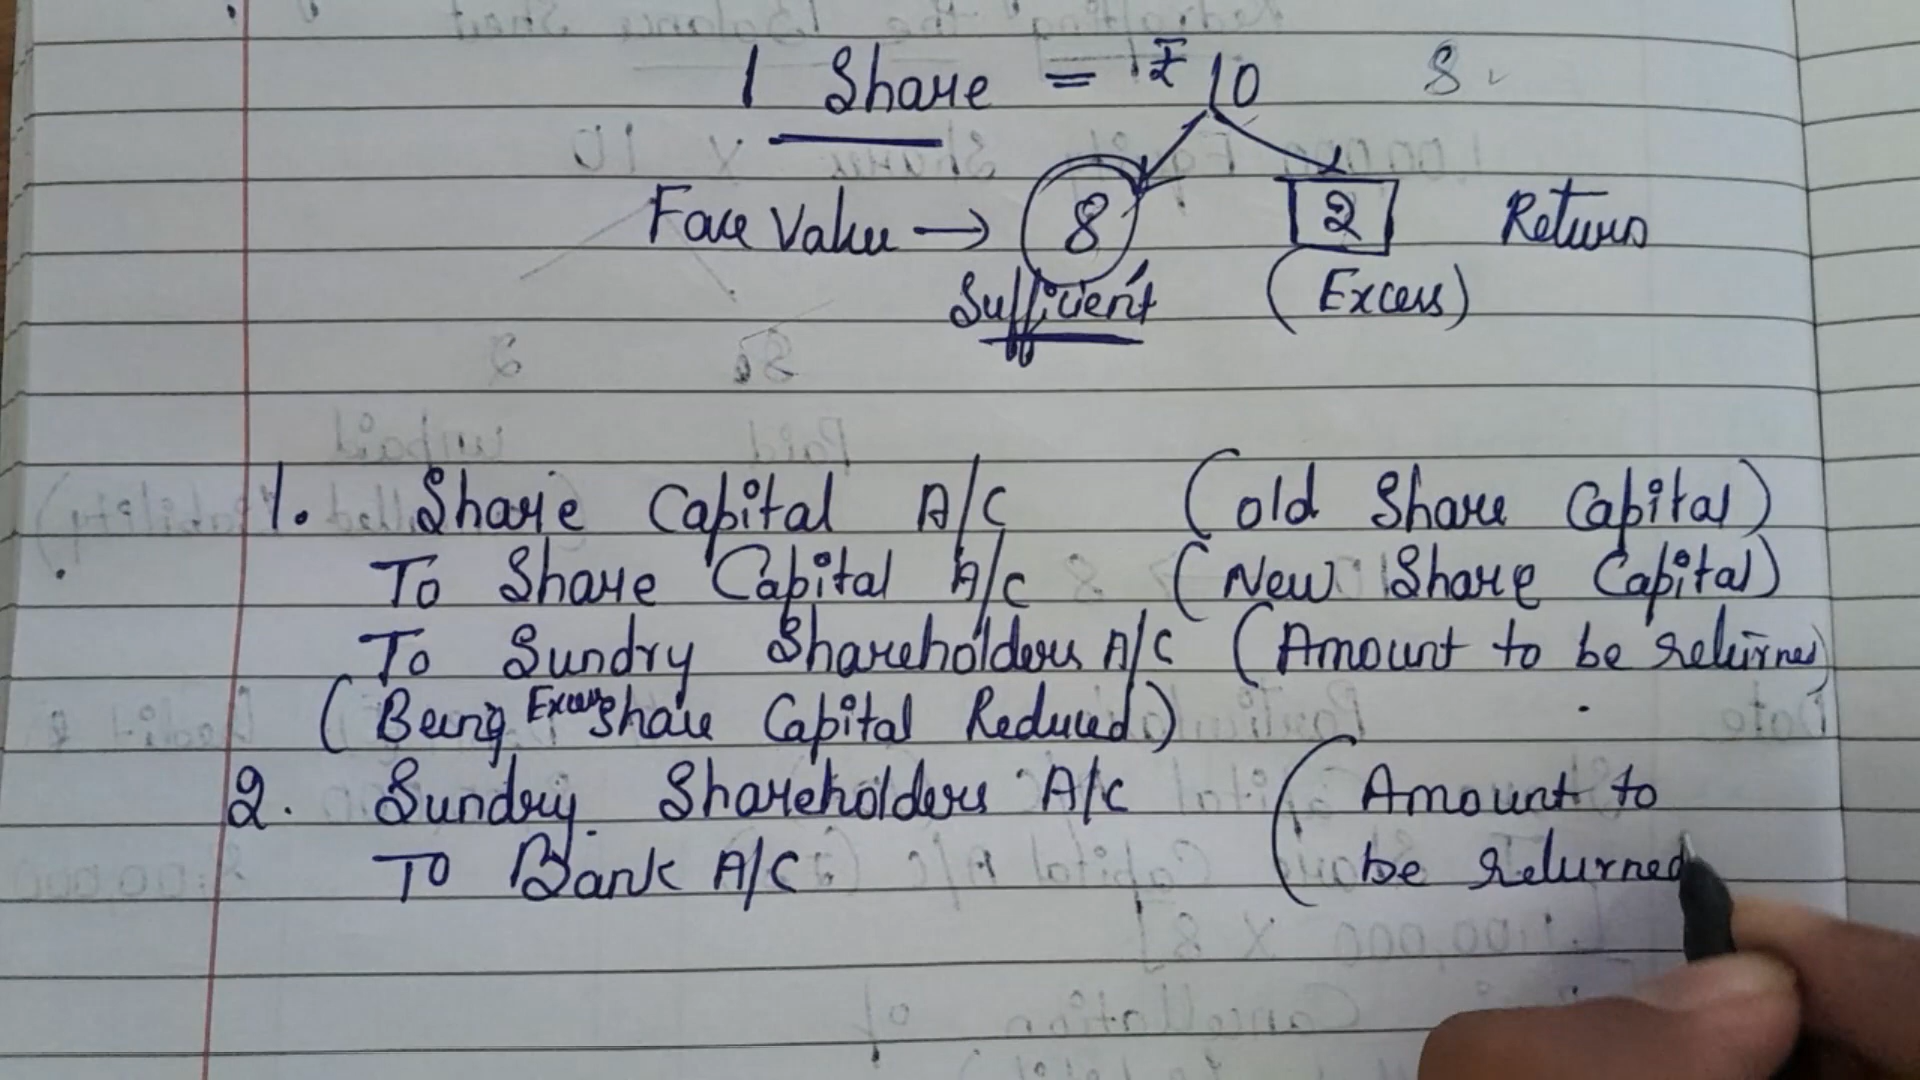 1 Share = ₹ 10 8
Face Value → 8 2 Return
Sufficient (Excess)
1. Share Capital A/C (old Share Capital)
To Share Capital A/C (New Share Capital)
To Sundry Shareholders A/C (Amount to be returned)
(Being Excess Share Capital Reduced)
2. Sundry Shareholders A/C (Amount to
To Bank A/C be returned